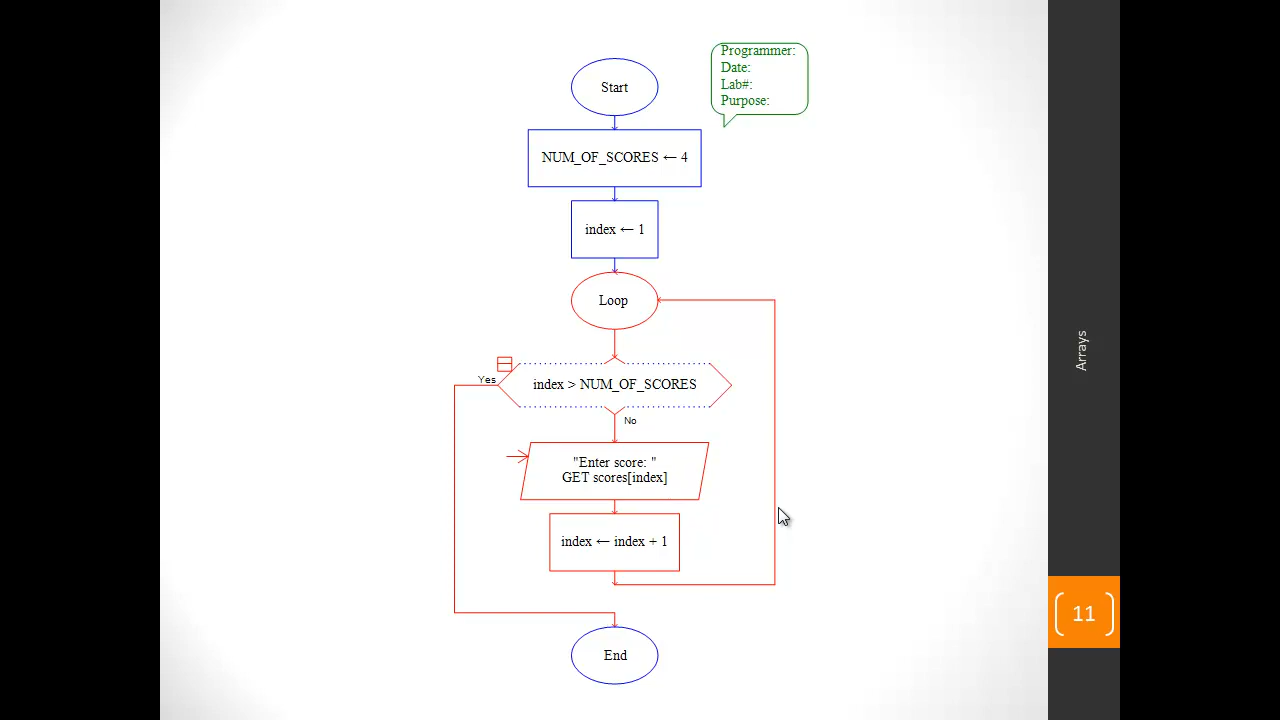 Programmer:
Date:
Lab#:
Purpose:
Start
NUM_OF_SCORES ← 4
index ← 1
Loop
Yes
index > NUM_OF_SCORES
No
"Enter score: "
GET scores[index]
index ← index + 1
End
Arrays
11